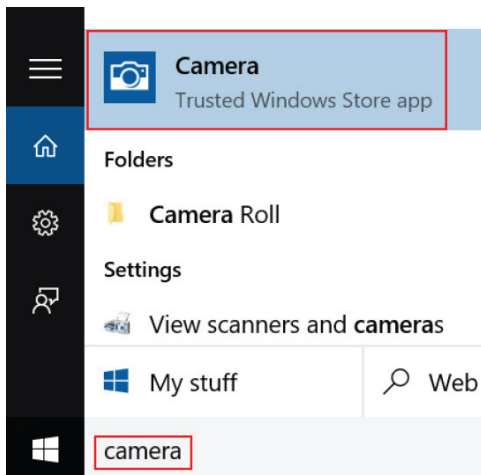 Camera
Trusted Windows Store app
Folders
Camera Roll
Settings
View scanners and cameras
My stuff
Web
camera